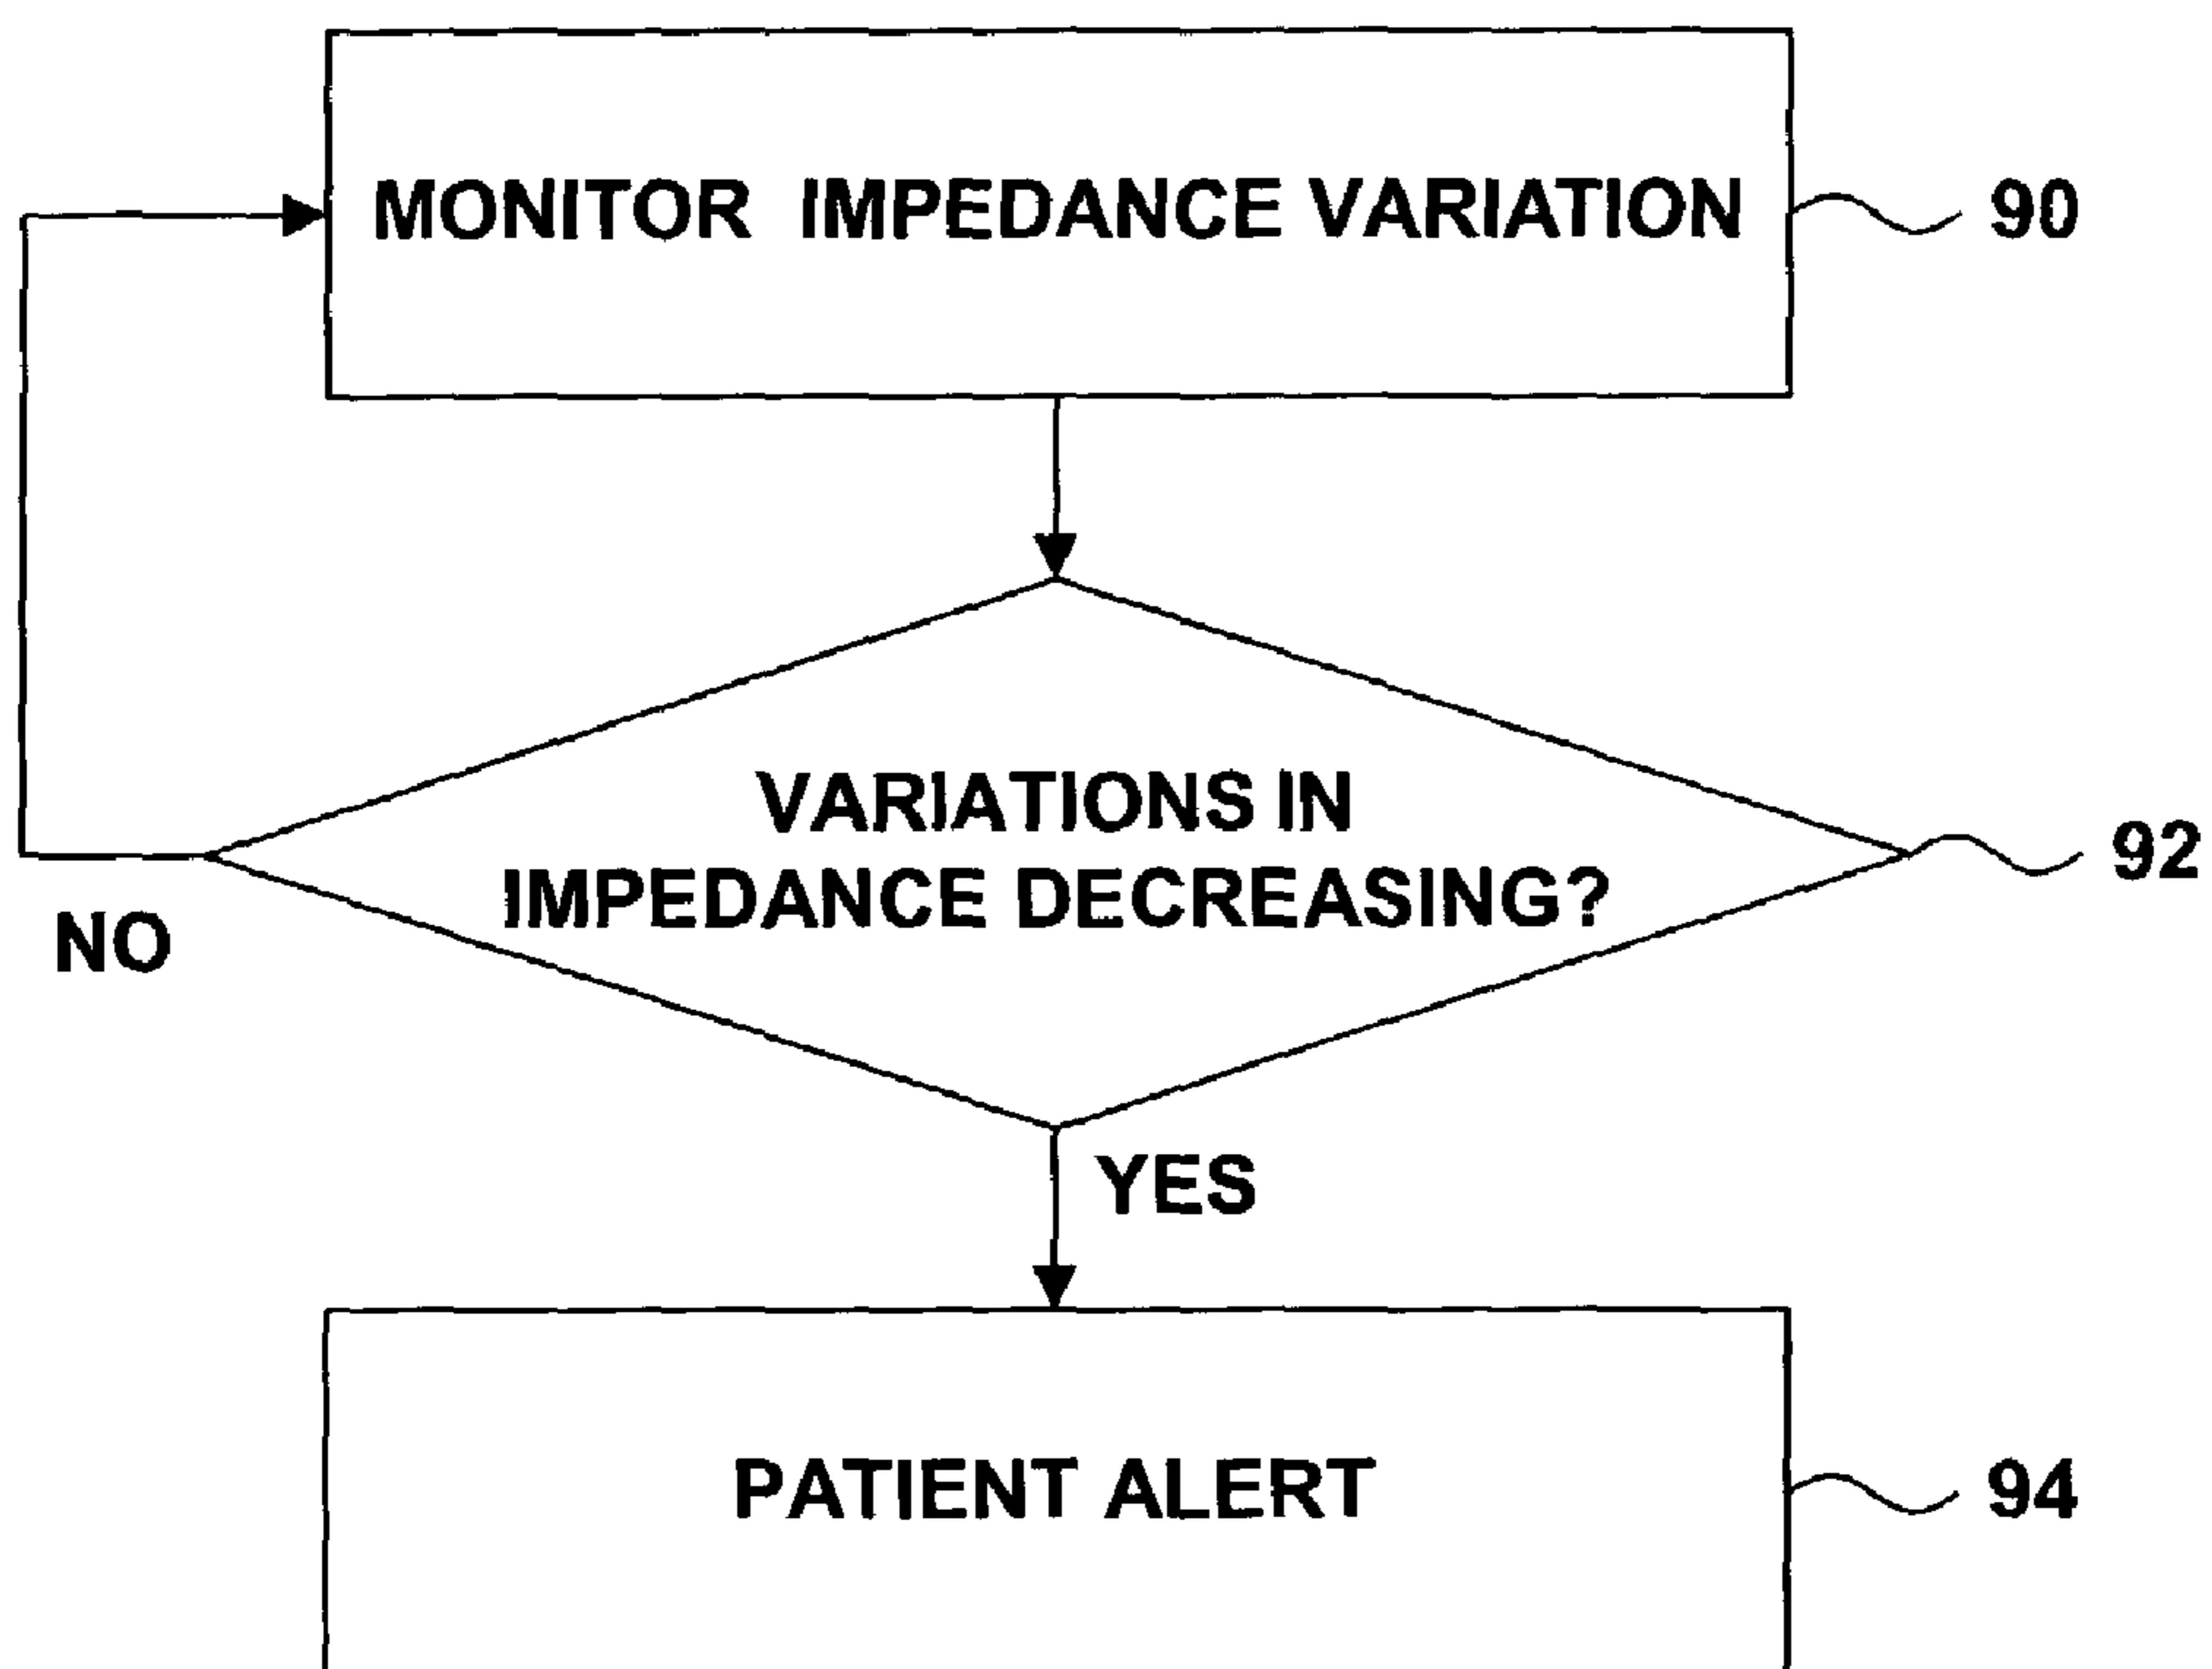 MONITOR IMPEDANCE VARIATION
90
VARIATIONS IN
IMPEDANCE DECREASING?
92
NO
YES
PATIENT ALERT
94